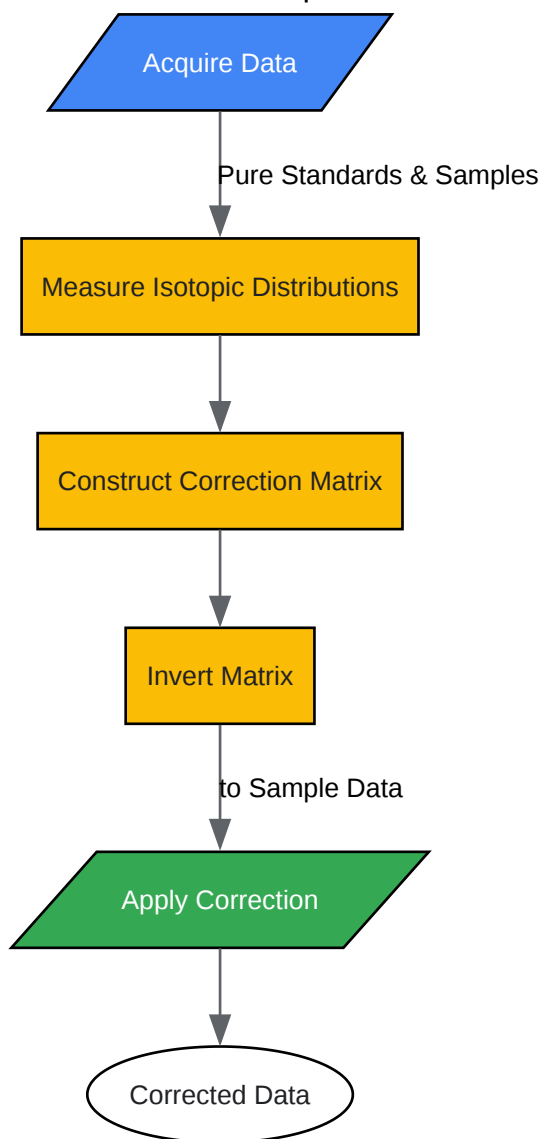 Acquire Data
Pure Standards & Samples
Measure Isotopic Distributions
Construct Correction Matrix
Invert Matrix
to Sample Data
Apply Correction
Corrected Data